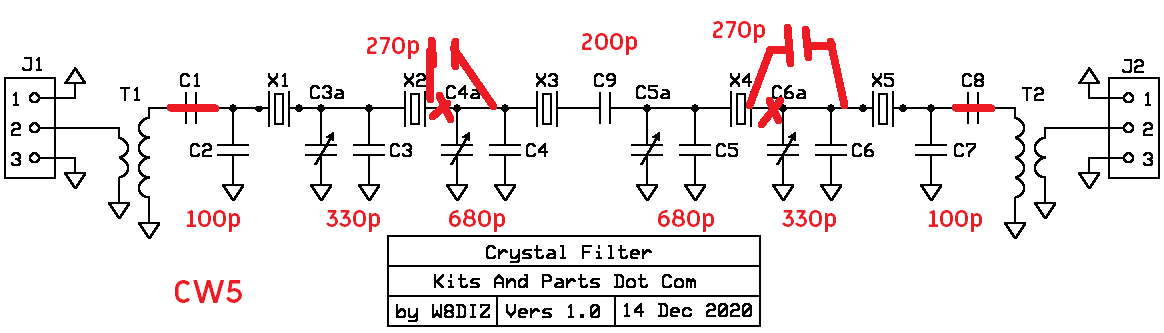 270p
200p
270p
J1
1
2
3
T1
C1
C2
X1
C3a
C3
X2
C4a
C4
X3
C9
C5a
C5
X4
C6a
C6
X5
C7
C8
T2
J2
1
2
3
100p
330p
680p
680p
330p
100p
CW5
Crystal Filter
Kits And Parts Dot Com
by W8DIZ Vers 1.0 14 Dec 2020